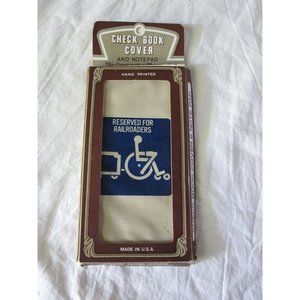 CHECK BOOK
COVER
AND NOTEPAD
HAND PRINTED
RESERVED FOR
RAILROADERS
MADE IN U.S.A.